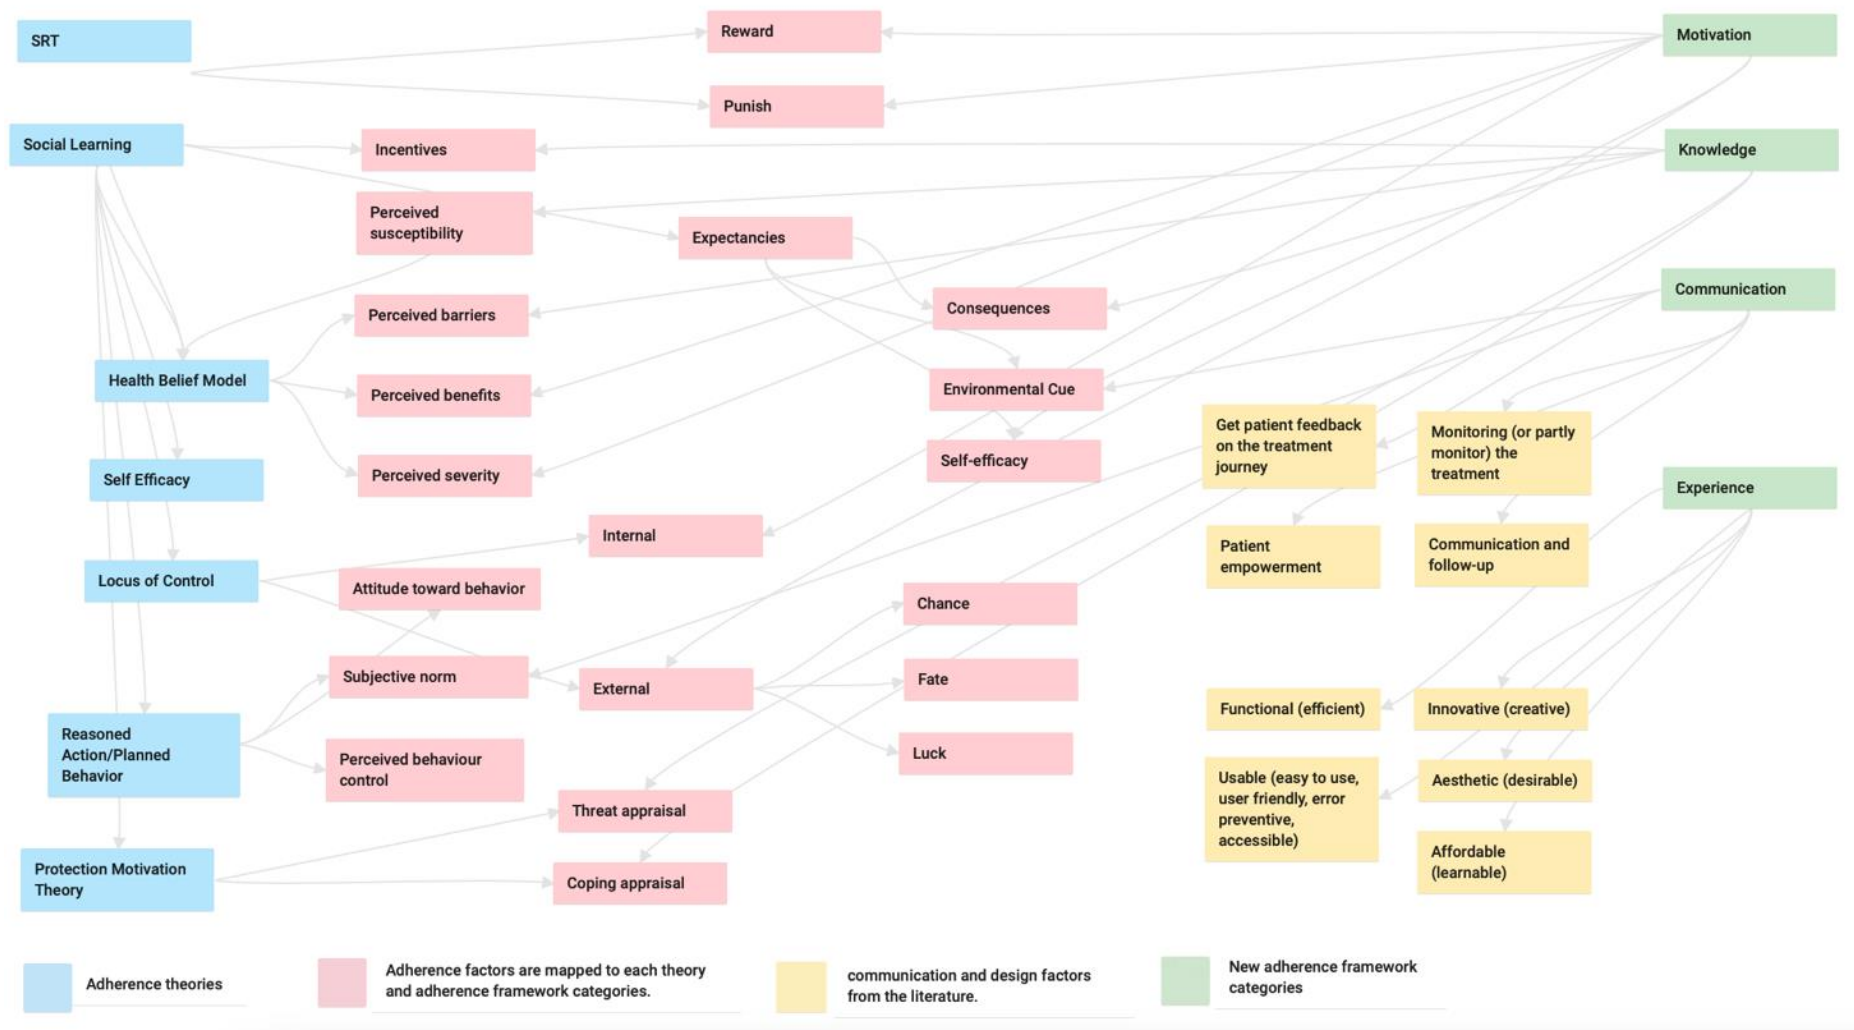 SRT
Reward
Motivation
Punish
Social Learning
Incentives
Knowledge
Perceived
susceptibility
Expectancies
Communication
Consequences
Perceived barriers
Health Belief Model
Perceived benefits
Environmental Cue
Get patient feedback
on the treatment
journey
Monitoring (or partly
monitor) the
treatment
Self-efficacy
Self Efficacy
Perceived severity
Experience
Internal
Patient
empowerment
Communication and
follow-up
Locus of Control
Attitude toward behavior
Chance
Subjective norm
External
Fate
Functional (efficient)
Innovative (creative)
Reasoned
Action/Planned
Behavior
Perceived behaviour
control
Luck
Usable (easy to use,
user friendly, error
preventive,
accessible)
Aesthetic (desirable)
Threat appraisal
Affordable
(learnable)
Protection Motivation
Theory
Coping appraisal
Adherence theories
Adherence factors are mapped to each theory
and adherence framework categories.
communication and design factors
from the literature.
New adherence framework
categories